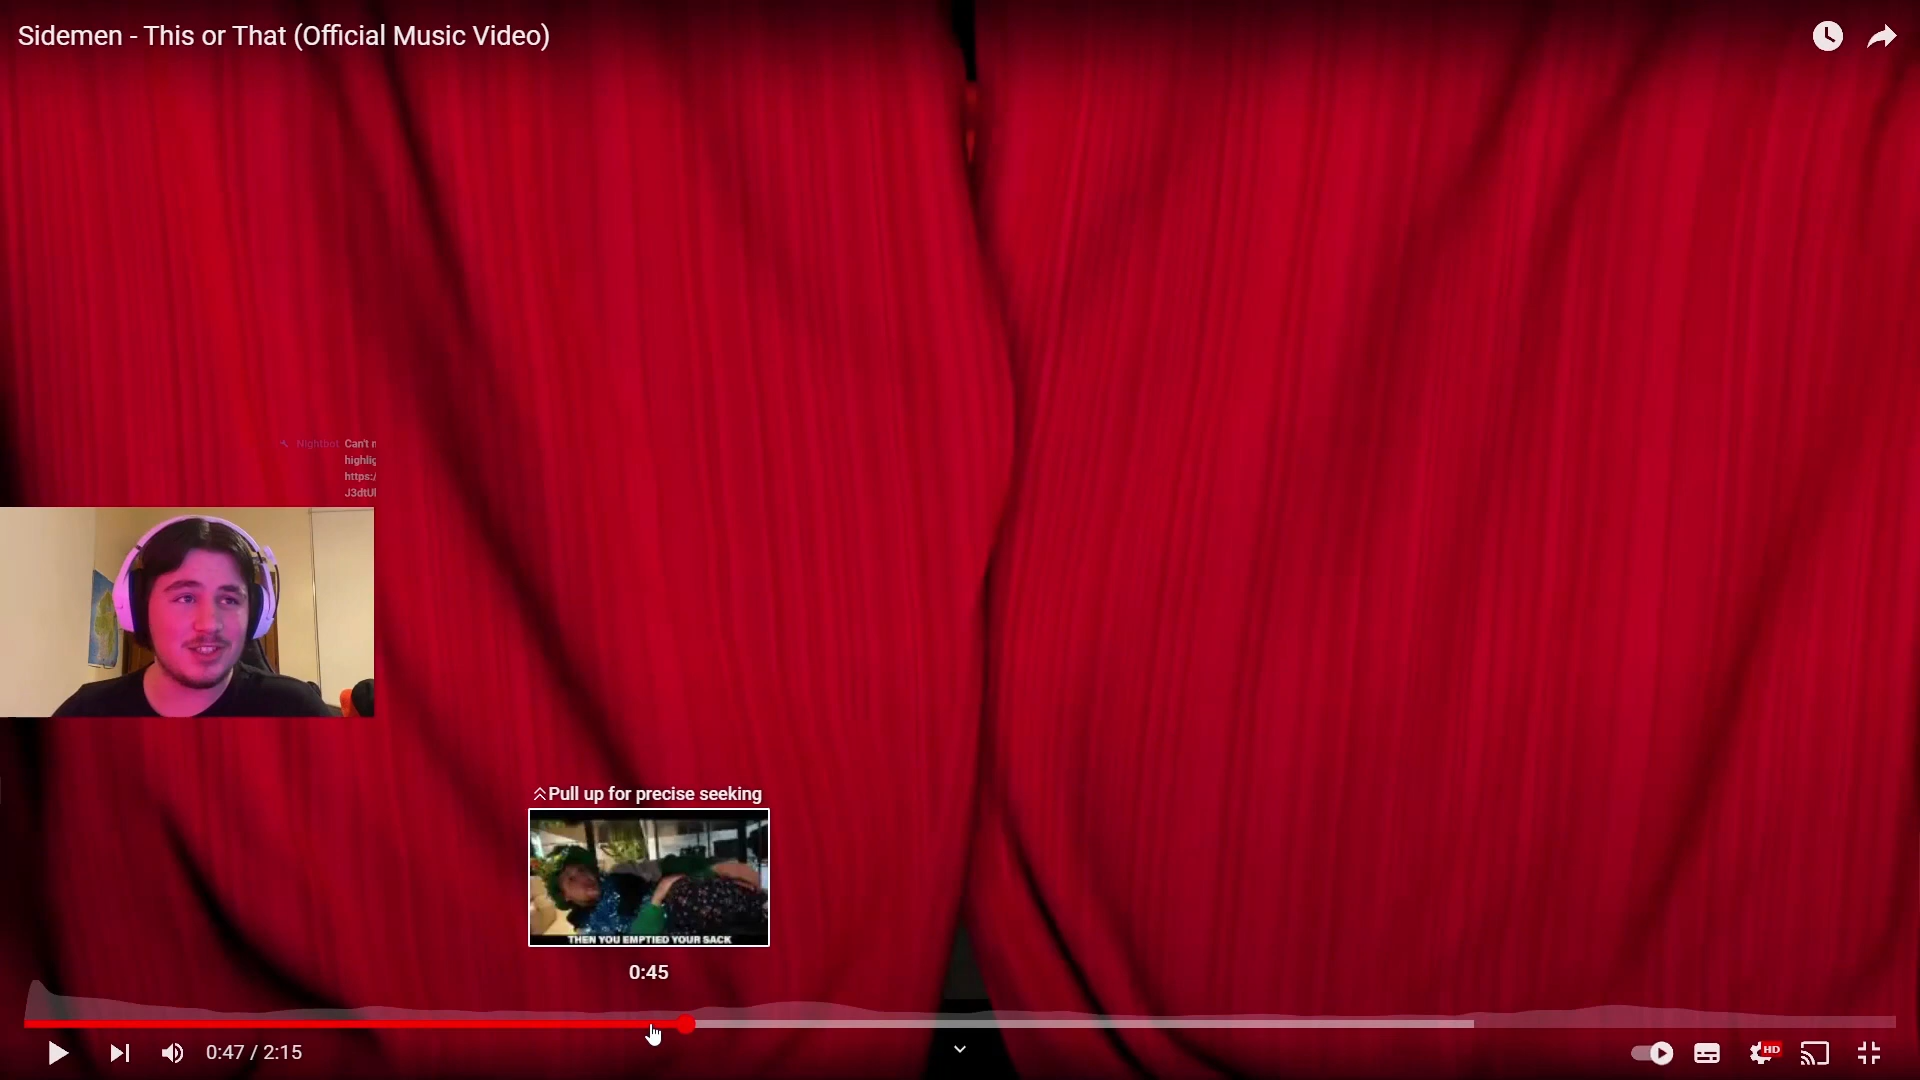 Sidemen - This or That (Official Music Video)
Nightbot Can't
highlig
https:/
J3dtU
Pull up for precise seeking
THEN YOU EMPTIED YOUR SACK
0:45
0:47 / 2:15
HD